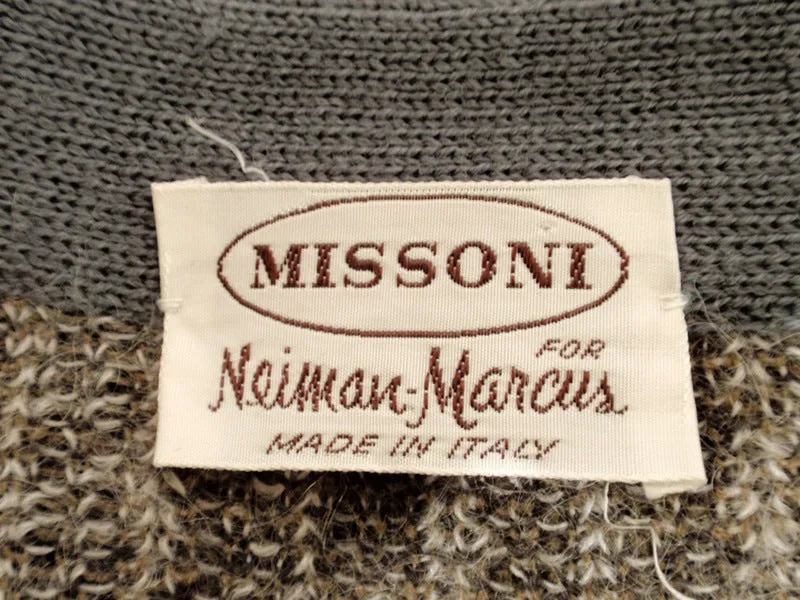 MISSONI
FOR
Neiman-Marcus
MADE IN ITALY